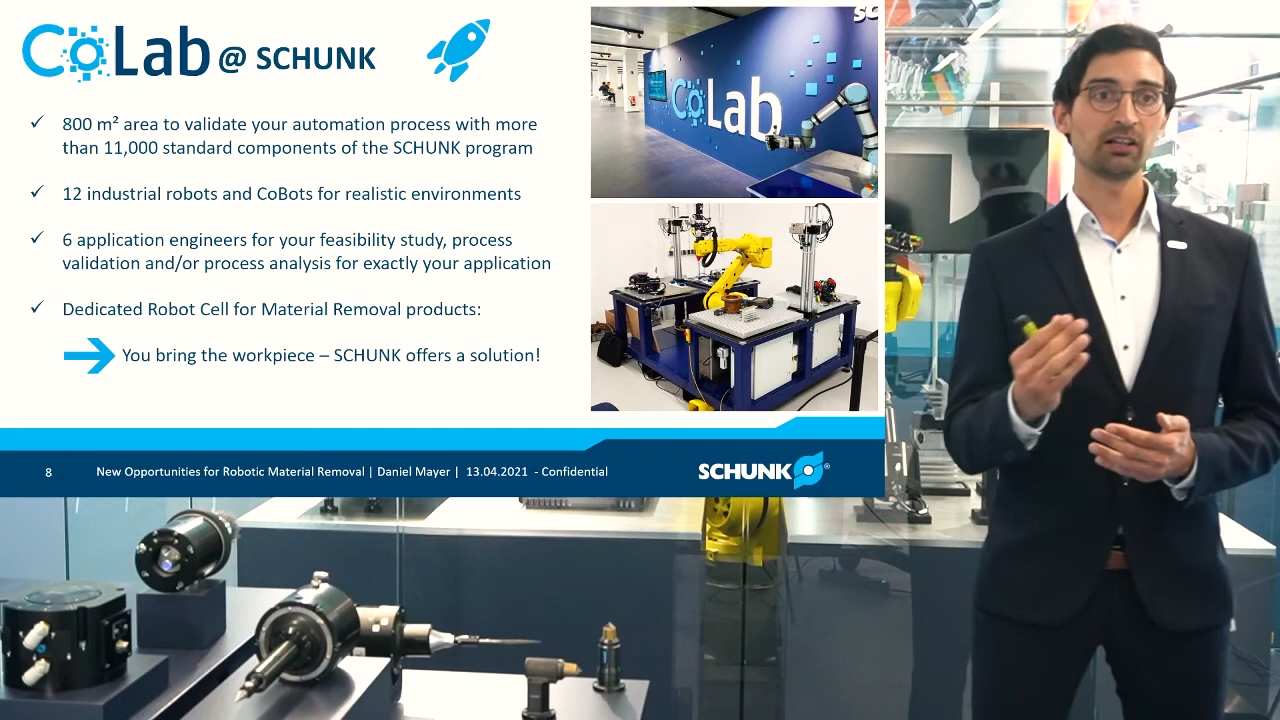 CoLab @ SCHUNK
✓ 800 m² area to validate your automation process with more
than 11,000 standard components of the SCHUNK program
✓ 12 industrial robots and CoBots for realistic environments
✓ 6 application engineers for your feasibility study, process
validation and/or process analysis for exactly your application
✓ Dedicated Robot Cell for Material Removal products:
You bring the workpiece – SCHUNK offers a solution!
SC
CoLab
8 New Opportunities for Robotic Material Removal | Daniel Mayer | 13.04.2021 - Confidential
SCHUNK®